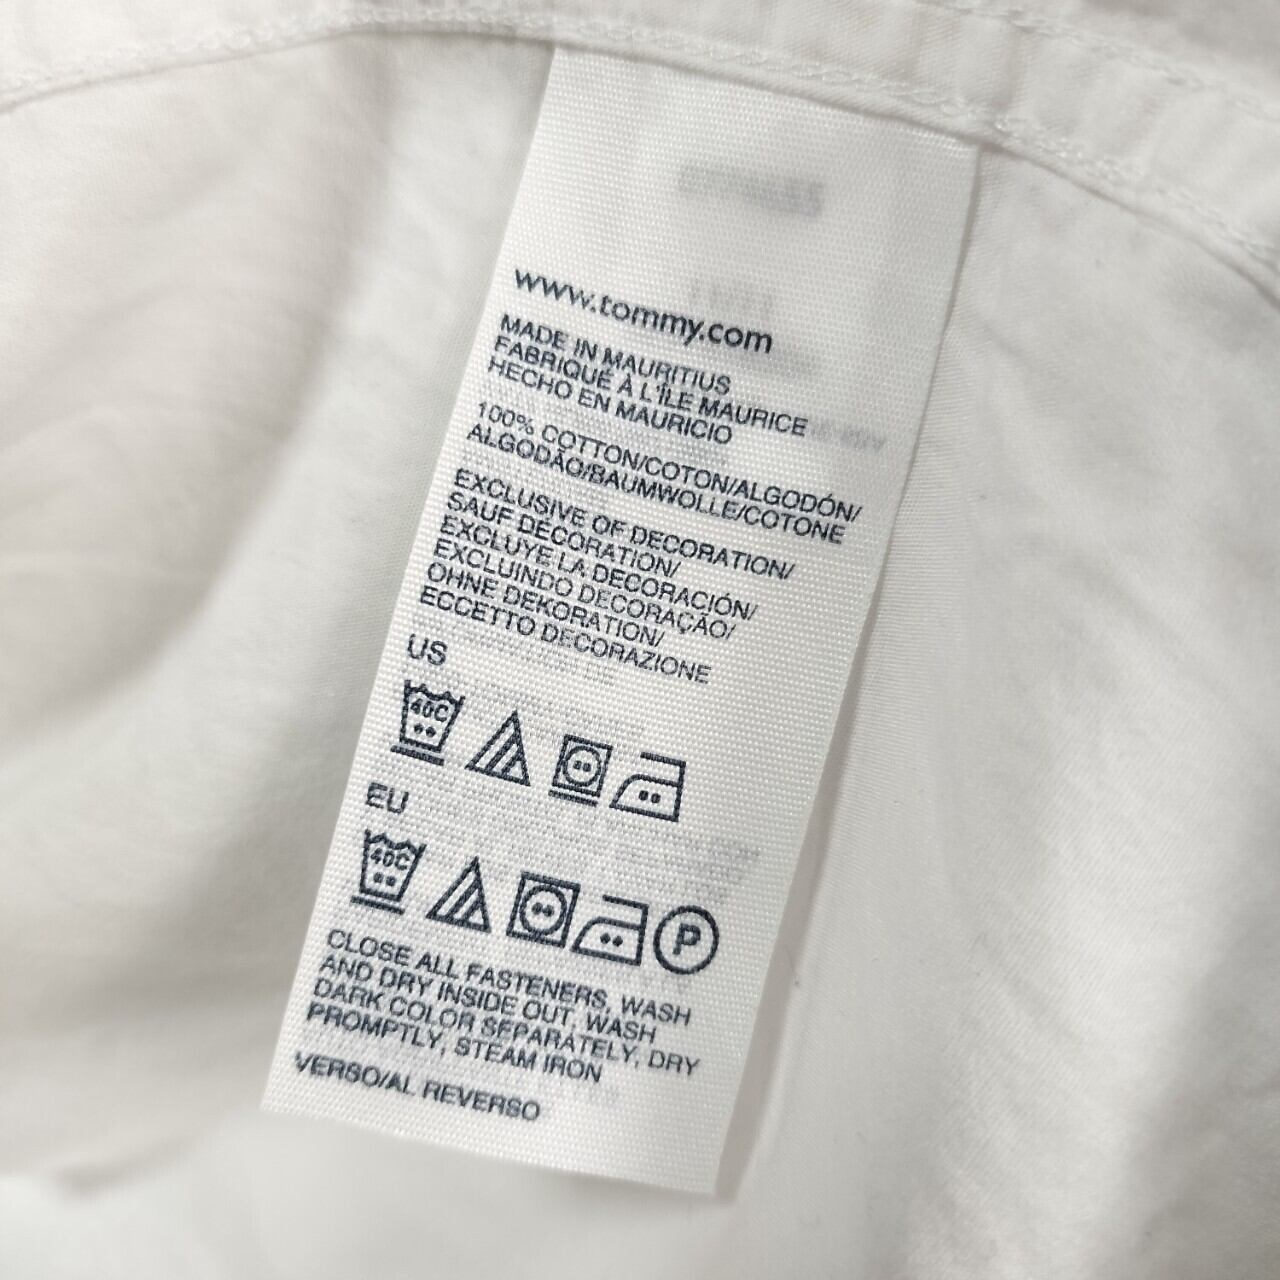 www.tommy.com
MADE IN MAURITIUS
FABRIQUÉ À L'ÎLE MAURICE
HECHO EN MAURICIO
100% COTTON/COTON/ALGODÓN/
ALGODÃO/BAUMWOLLE/COTONE
EXCLUSIVE OF DECORATION/
SAUF DÉCORATION/
EXCLUYE LA DECORACIÓN/
EXCLUINDO DECORAÇÃO/
OHNE DEKORATION/
ECCETTO DECORAZIONE
US
40C
EU
40C
P
CLOSE ALL FASTENERS, WASH
AND DRY INSIDE OUT, WASH
DARK COLOR SEPARATELY, DRY
PROMPTLY, STEAM IRON
VERSO/AL REVERSO